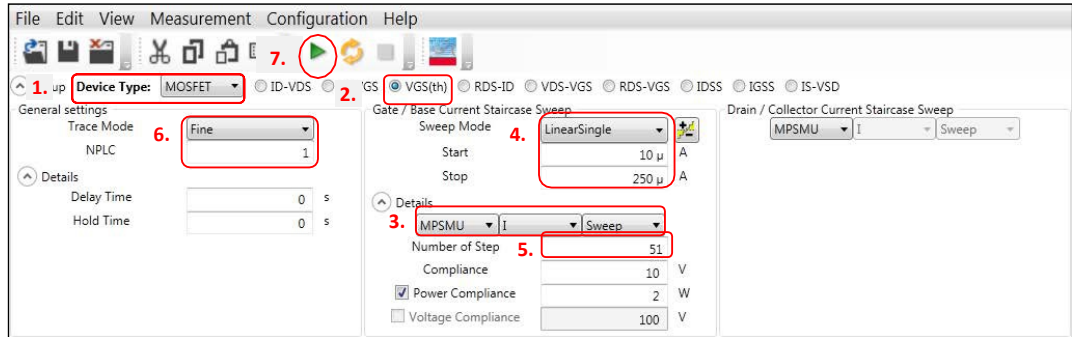 File Edit View Measurement Configuration Help
7.
1. up Device Type: MOSFET ID-VDS 2. GS VGS(th) RDS-ID VDS-VGS RDS-VGS IDSS IGSS IS-VSD
General settings
Trace Mode 6. Fine
NPLC 1
Details
Delay Time 0 s
Hold Time 0 s
Gate / Base Current Staircase Sweep
Sweep Mode 4. LinearSingle
Start 10 µ A
Stop 250 µ A
Details
3. MPSMU I Sweep
Number of Step 5. 51
Compliance 10 V
Power Compliance 2 W
Voltage Compliance 100 V
Drain / Collector Current Staircase Sweep
MPSMU I Sweep